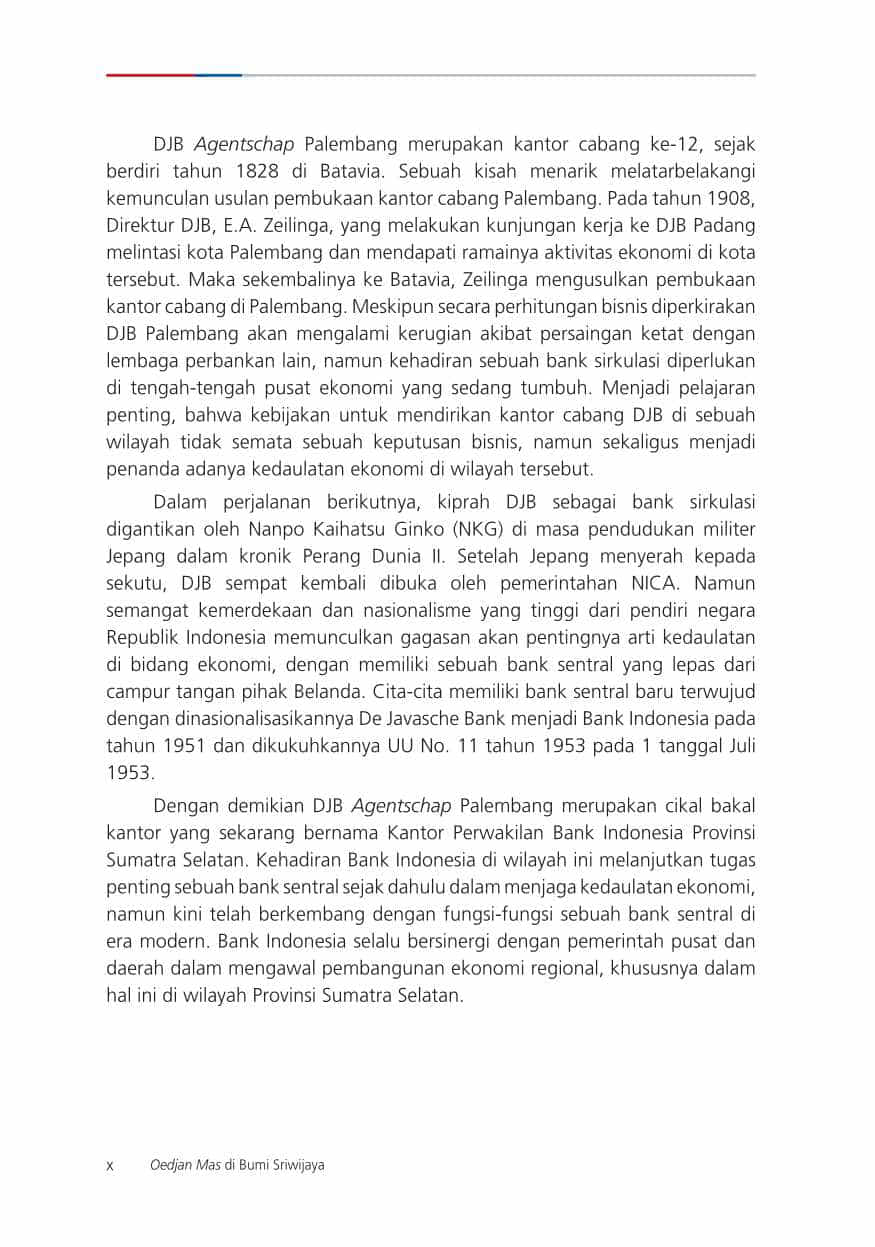 DJB Agentschap Palembang merupakan kantor cabang ke-12, sejak
berdiri tahun 1828 di Batavia. Sebuah kisah menarik melatarbelakangi
kemunculan usulan pembukaan kantor cabang Palembang. Pada tahun 1908,
Direktur DJB, E.A. Zeilinga, yang melakukan kunjungan kerja ke DJB Padang
melintasi kota Palembang dan mendapati ramainya aktivitas ekonomi di kota
tersebut. Maka sekembalinya ke Batavia, Zeilinga mengusulkan pembukaan
kantor cabang di Palembang. Meskipun secara perhitungan bisnis diperkirakan
DJB Palembang akan mengalami kerugian akibat persaingan ketat dengan
lembaga perbankan lain, namun kehadiran sebuah bank sirkulasi diperlukan
di tengah-tengah pusat ekonomi yang sedang tumbuh. Menjadi pelajaran
penting, bahwa kebijakan untuk mendirikan kantor cabang DJB di sebuah
wilayah tidak semata sebuah keputusan bisnis, namun sekaligus menjadi
penanda adanya kedaulatan ekonomi di wilayah tersebut.
Dalam perjalanan berikutnya, kiprah DJB sebagai bank sirkulasi
digantikan oleh Nanpo Kaihatsu Ginko (NKG) di masa pendudukan militer
Jepang dalam kronik Perang Dunia II. Setelah Jepang menyerah kepada
sekutu, DJB sempat kembali dibuka oleh pemerintahan NICA. Namun
semangat kemerdekaan dan nasionalisme yang tinggi dari pendiri negara
Republik Indonesia memunculkan gagasan akan pentingnya arti kedaulatan
di bidang ekonomi, dengan memiliki sebuah bank sentral yang lepas dari
campur tangan pihak Belanda. Cita-cita memiliki bank sentral baru terwujud
dengan dinasionalisasikannya De Javasche Bank menjadi Bank Indonesia pada
tahun 1951 dan dikukuhkannya UU No. 11 tahun 1953 pada 1 tanggal Juli
1953.
Dengan demikian DJB Agentschap Palembang merupakan cikal bakal
kantor yang sekarang bernama Kantor Perwakilan Bank Indonesia Provinsi
Sumatra Selatan. Kehadiran Bank Indonesia di wilayah ini melanjutkan tugas
penting sebuah bank sentral sejak dahulu dalam menjaga kedaulatan ekonomi,
namun kini telah berkembang dengan fungsi-fungsi sebuah bank sentral di
era modern. Bank Indonesia selalu bersinergi dengan pemerintah pusat dan
daerah dalam mengawal pembangunan ekonomi regional, khususnya dalam
hal ini di wilayah Provinsi Sumatra Selatan.
x Oedjan Mas di Bumi Sriwijaya